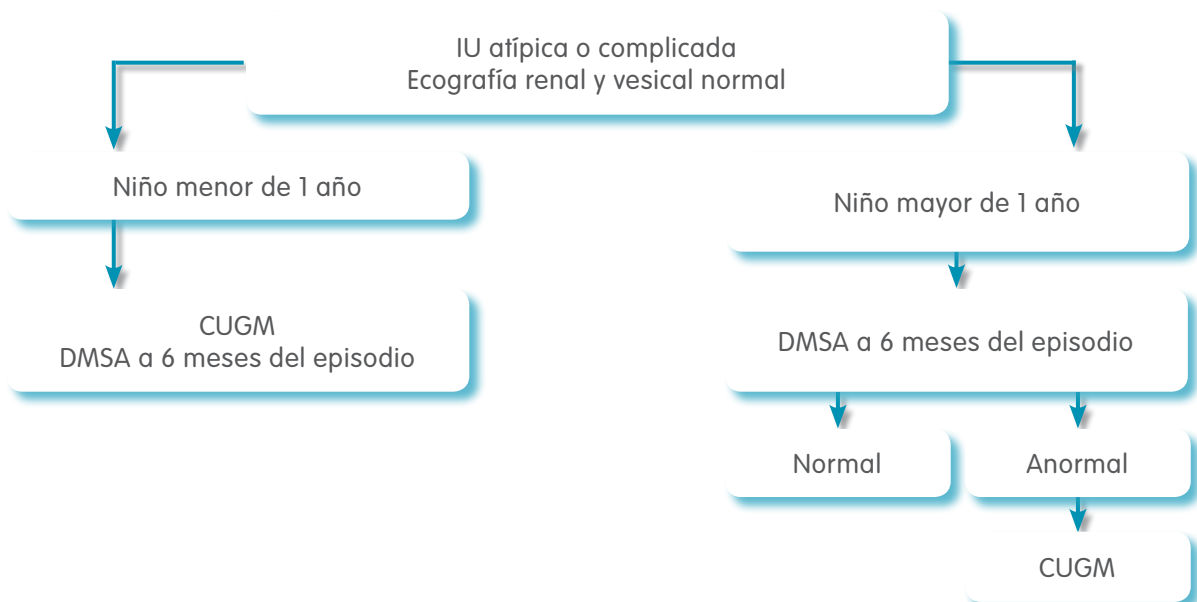 IU atípica o complicada
Ecografía renal y vesical normal
Niño menor de 1 año
CUGM
DMSA a 6 meses del episodio
Niño mayor de 1 año
DMSA a 6 meses del episodio
Normal
Anormal
CUGM